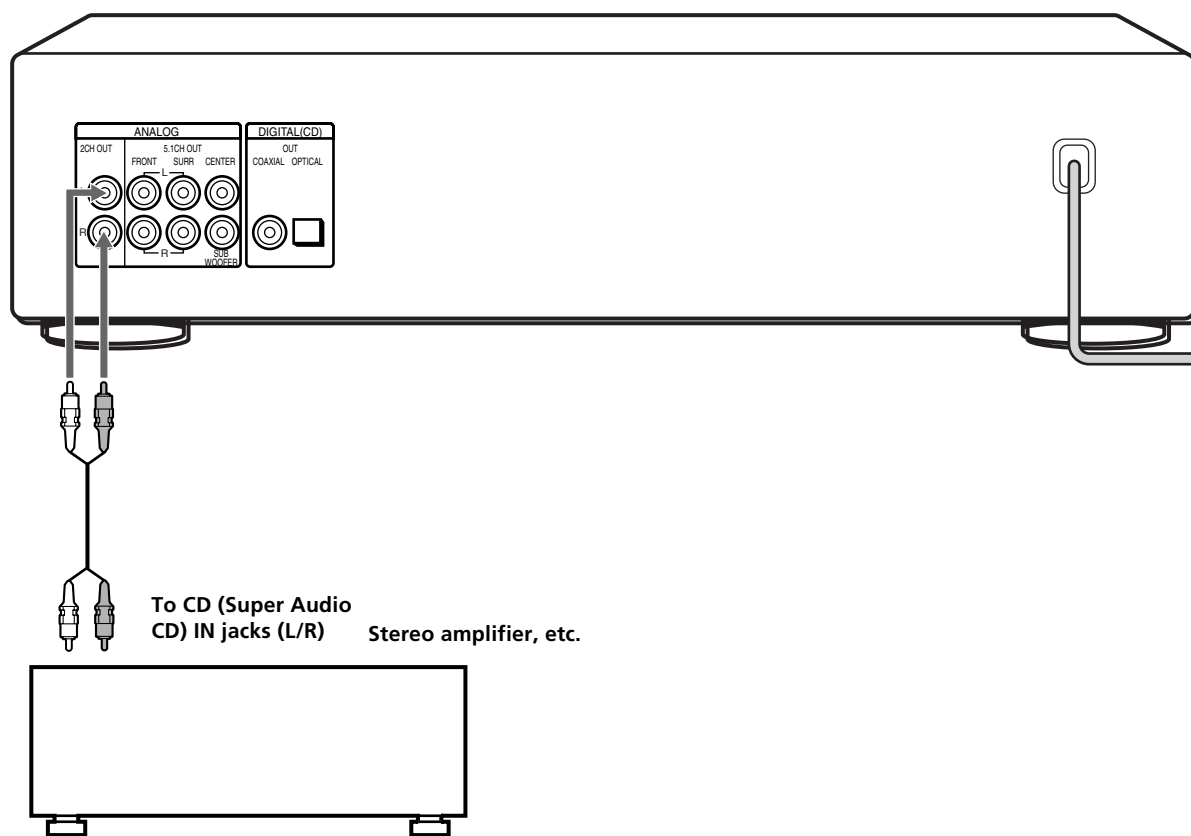 ANALOG
DIGITAL(CD)
2CH OUT
5.1CH OUT
OUT
FRONT SURR CENTER
COAXIAL OPTICAL
L
R
R
SUB
WOOFER
To CD (Super Audio
CD) IN jacks (L/R)
Stereo amplifier, etc.